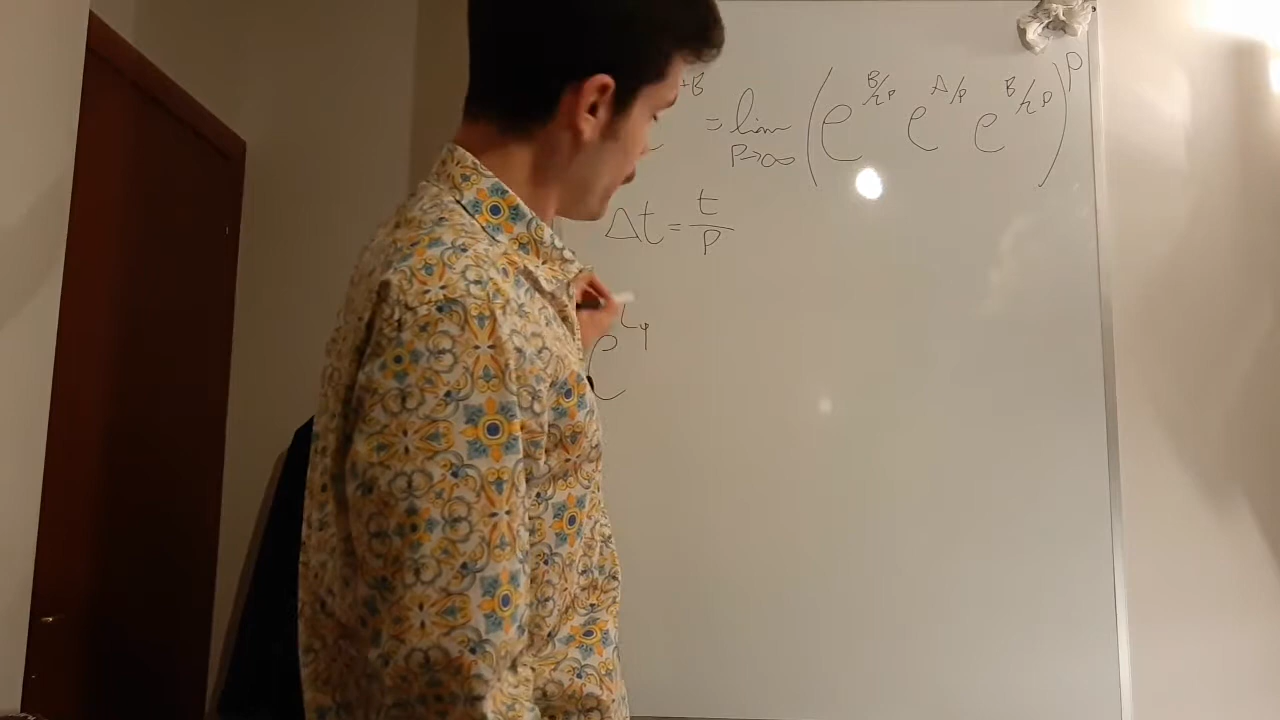 +B = lim P→∞ (e^{B/2P} e^{A/P} e^{B/2P})^P
Δt = t/P
e^{L_φ}